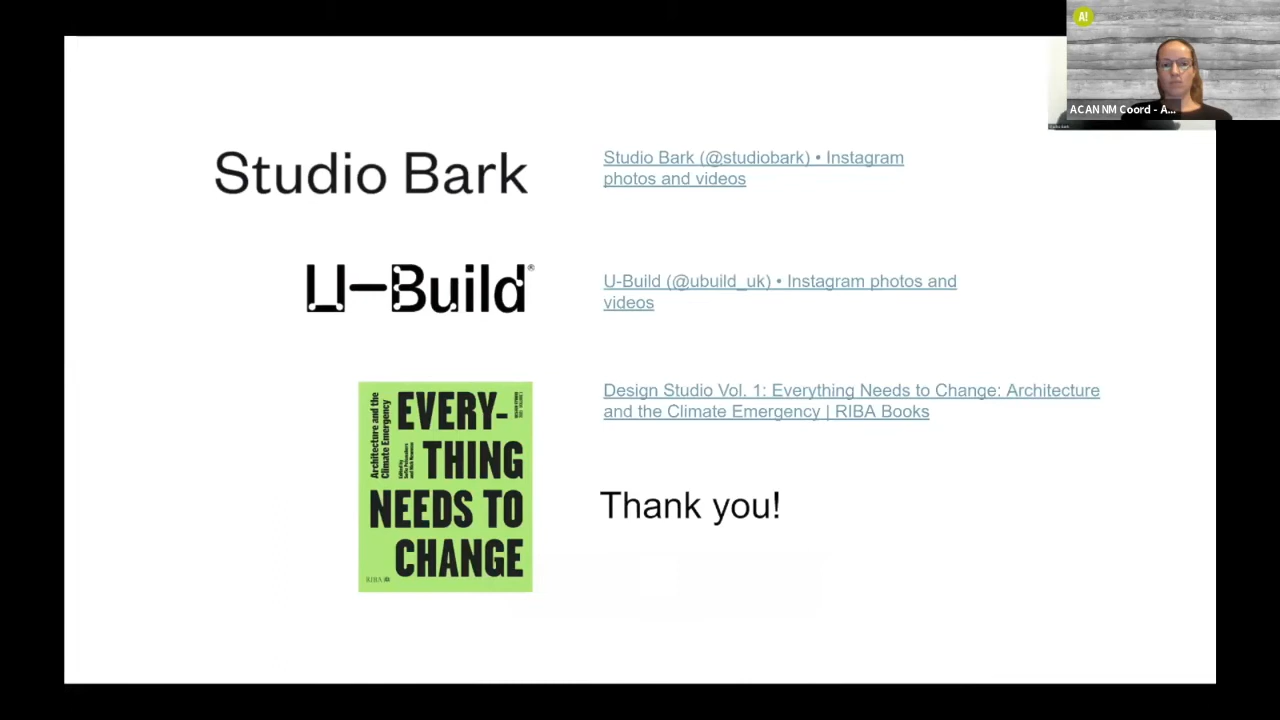 A!
ACAN NM Coord - A...
Studio Bark
Studio Bark (@studiobark) • Instagram
photos and videos
U-Build®
U-Build (@ubuild_uk) • Instagram photos and
videos
Design Studio Vol. 1: Everything Needs to Change: Architecture
and the Climate Emergency | RIBA Books
Architecture and the
Climate Emergency
EVERY-
THING
NEEDS TO
CHANGE
RIBA
Thank you!